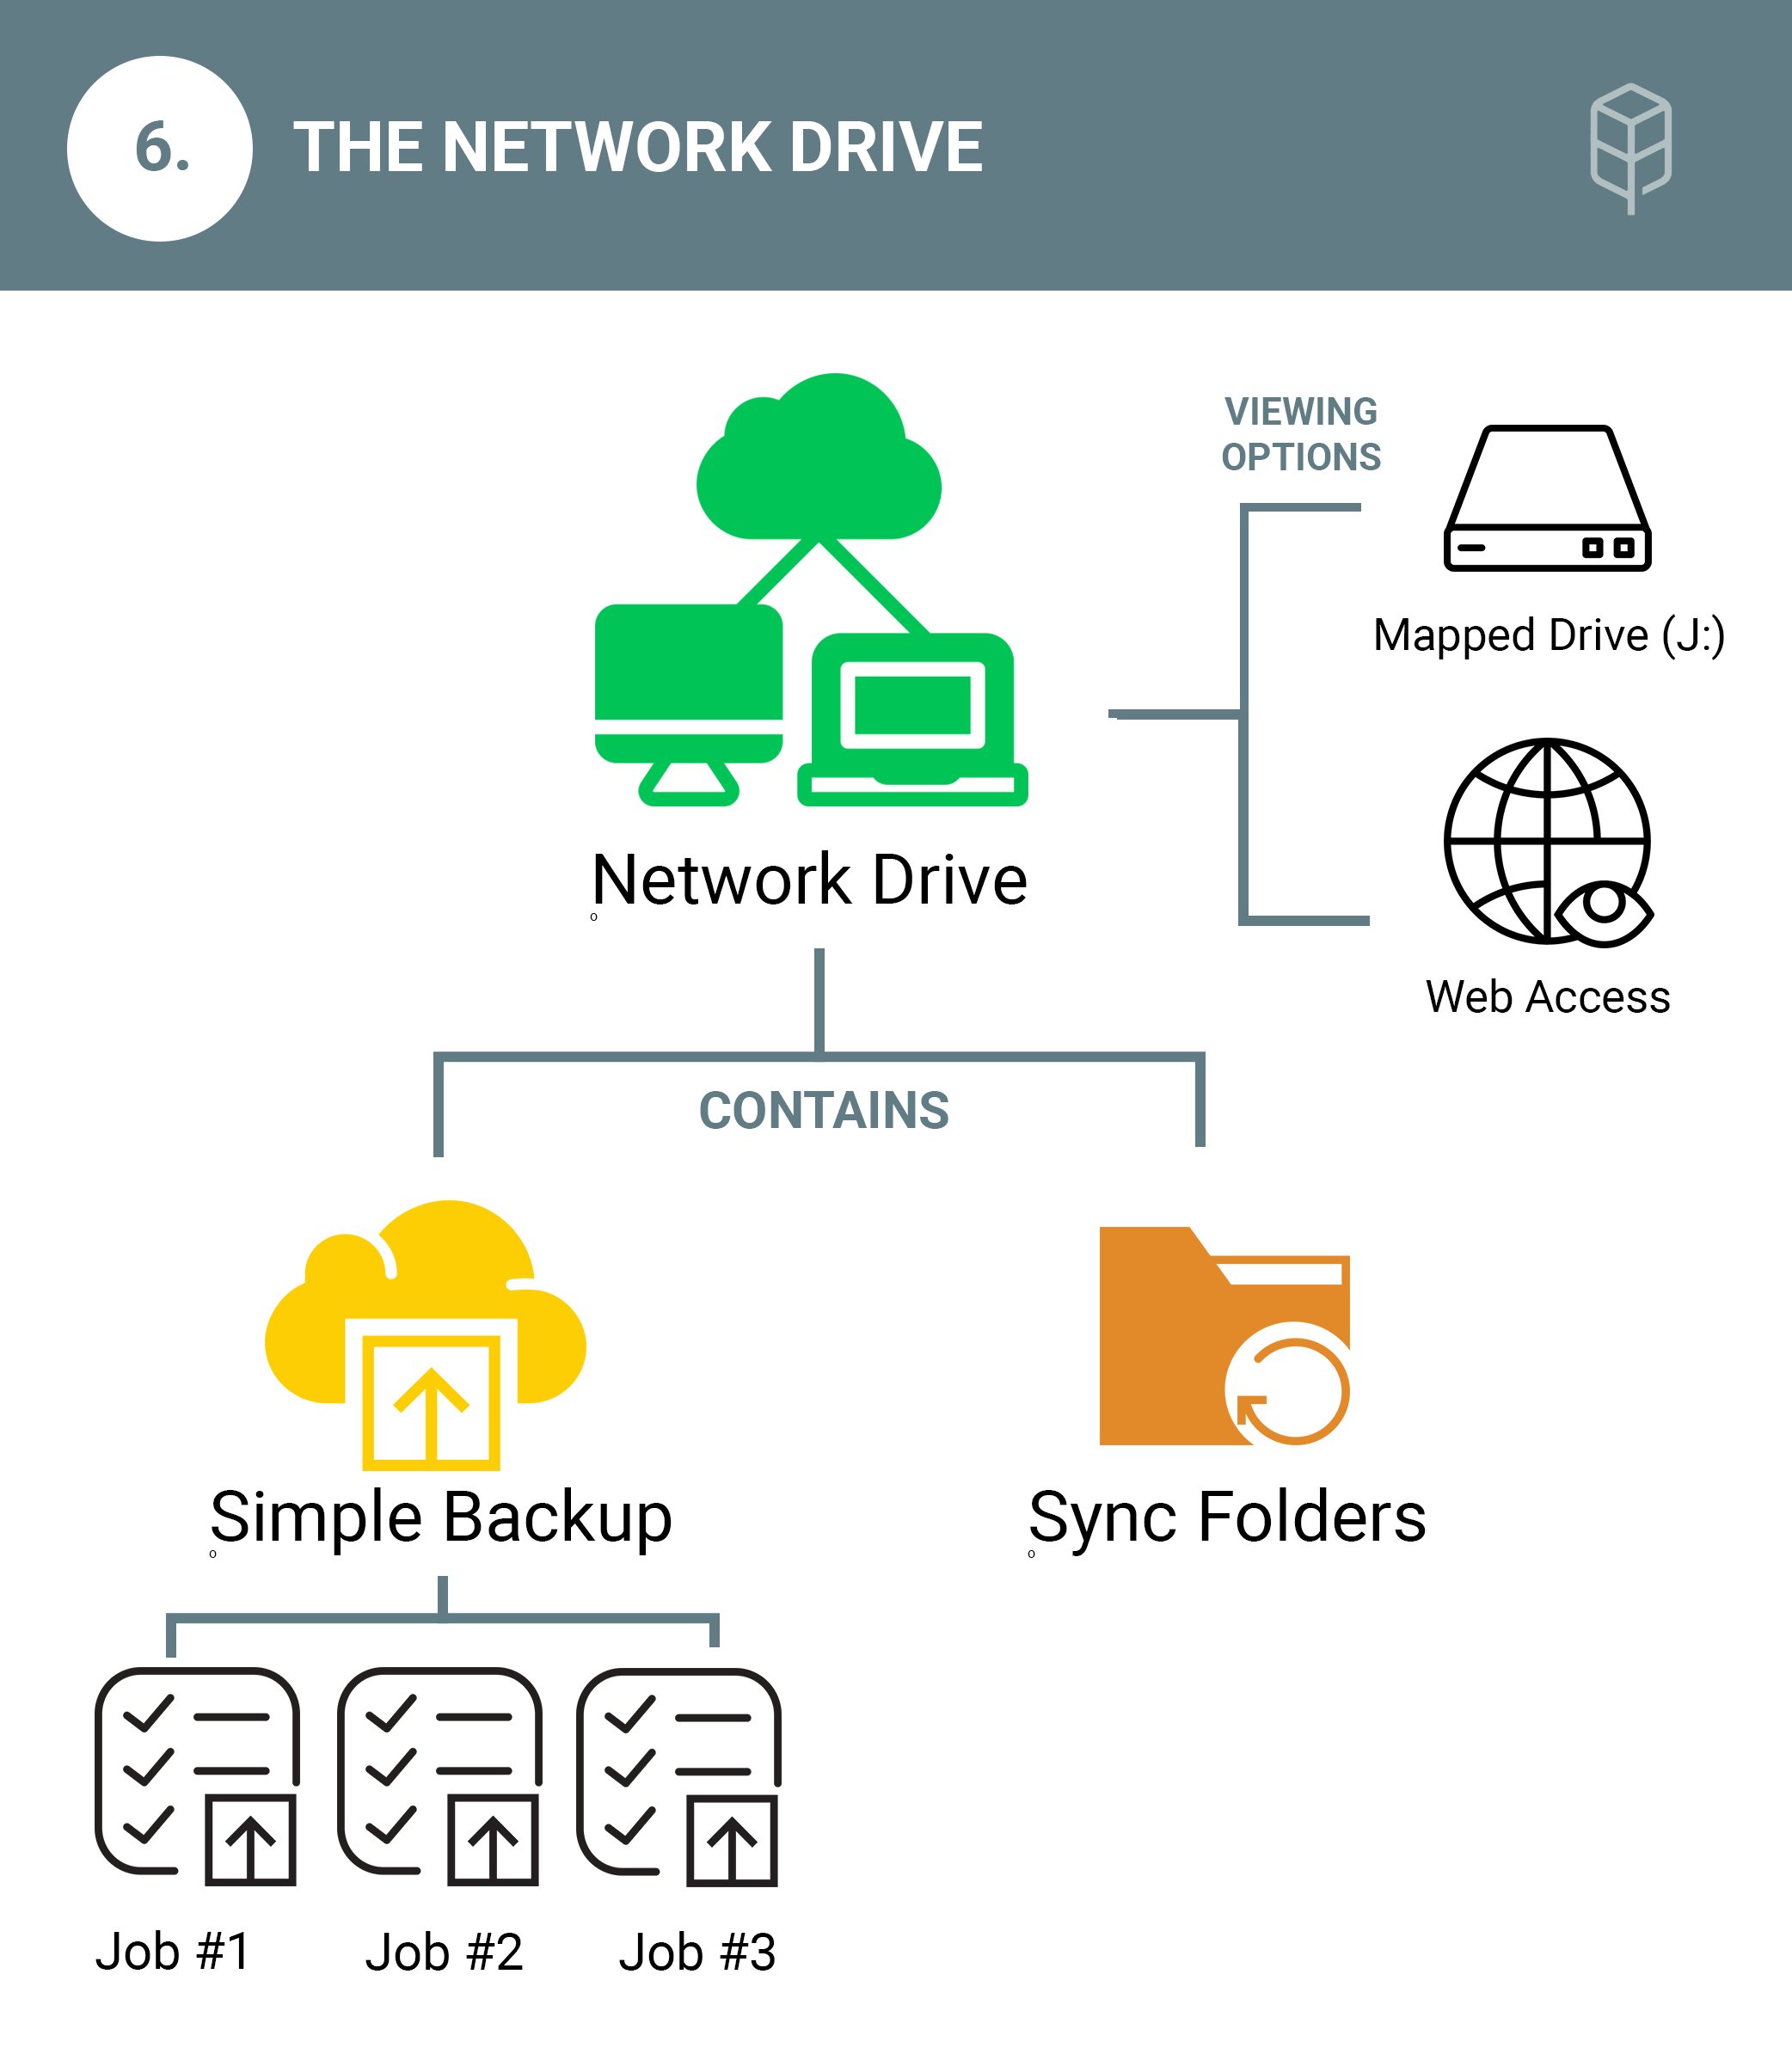 6.
THE NETWORK DRIVE
VIEWING
OPTIONS
Mapped Drive (J:)
Network Drive
o
Web Access
CONTAINS
Simple Backup
o
Sync Folders
o
Job #1
Job #2
Job #3